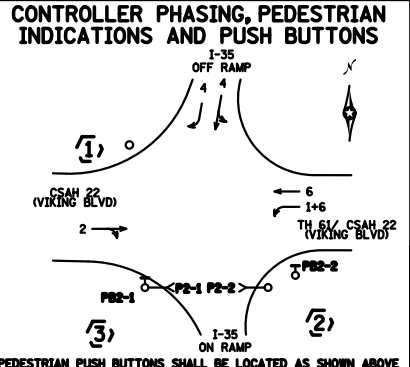 CONTROLLER PHASING, PEDESTRIAN
INDICATIONS AND PUSH BUTTONS
I-35
OFF RAMP
N
4 4
1
CSAH 22
(VIKING BLVD)
6
1+6
2
TH 61/ CSAH 22
(VIKING BLVD)
PB2-2
P2-1 P2-2
PB2-1
3
2
I-35
ON RAMP
PEDESTRIAN PUSH BUTTONS SHALL BE LOCATED AS SHOWN ABOVE